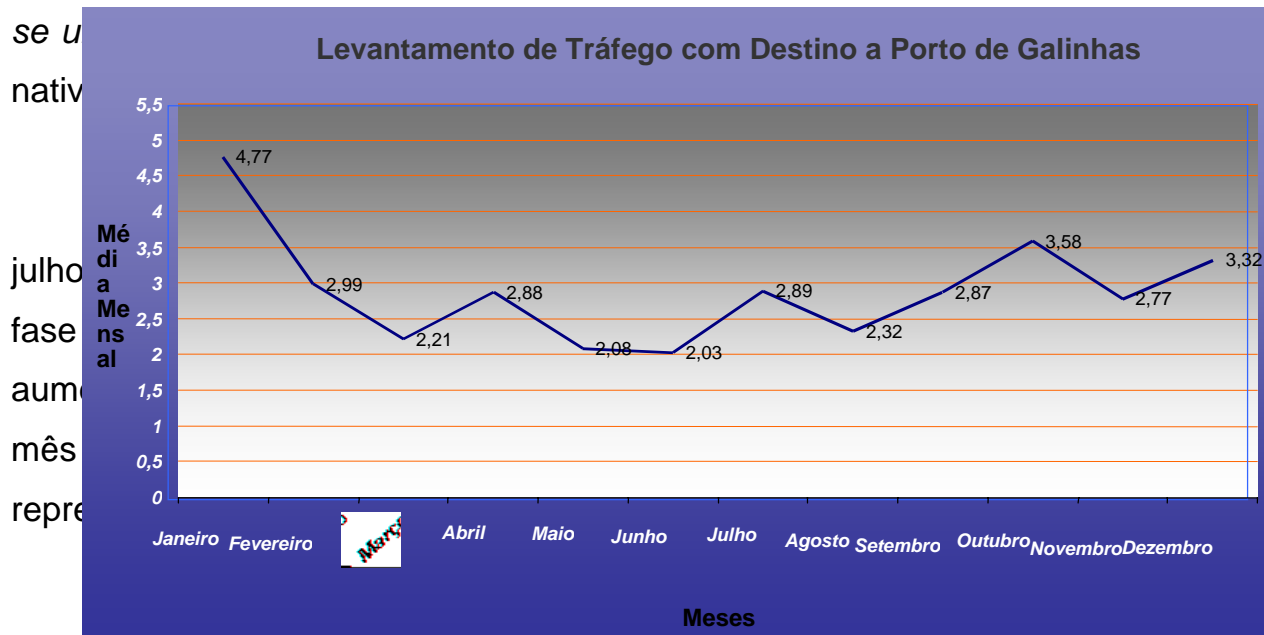 se u
nativ
julho
fase
aume
mês
repre
Levantamento de Tráfego com Destino a Porto de Galinhas
5,5
5
4,5
4
3,5
3
2,5
2
1,5
1
0,5
0
Mé
di
a
Me
ns
al
4,77
2,99
2,21
2,88
2,08
2,03
2,89
2,32
2,87
3,58
2,77
3,32
Janeiro Fevereiro Març Abril Maio Junho Julho Agosto Setembro Outubro Novembro Dezembro
Meses